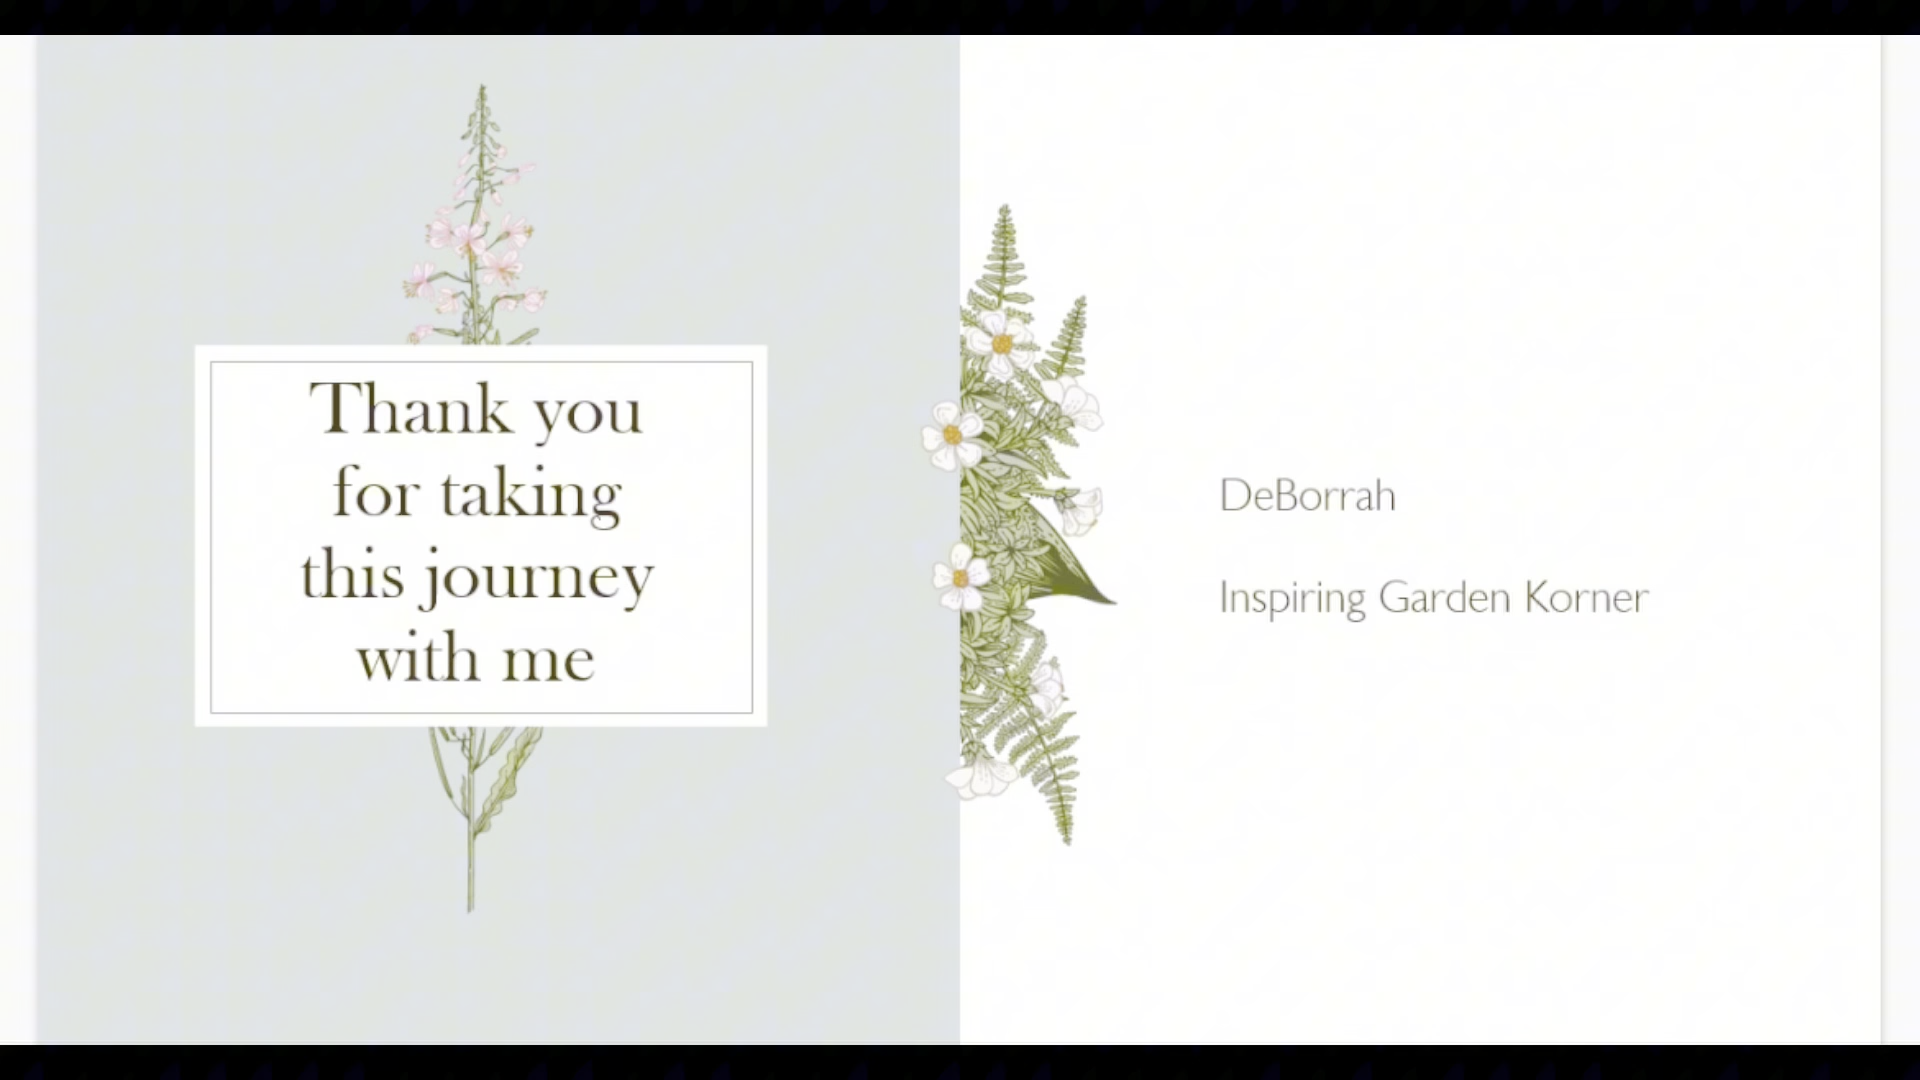 Thank you
for taking
this journey
with me
DeBorrah
Inspiring Garden Korner